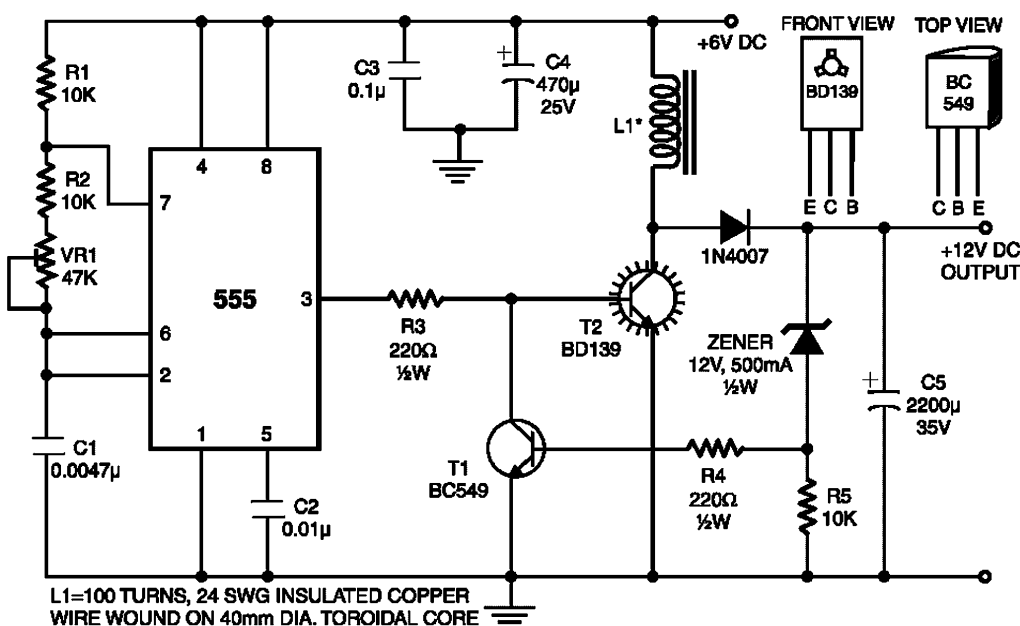 FRONT VIEW
TOP VIEW
+6V DC
R1
10K
C3
0.1µ
+
C4
470µ
25V
L1*
BD139
BC
549
4
8
R2
10K
7
E C B
C B E
VR1
47K
1N4007
+12V DC
OUTPUT
555
3
R3
220Ω
½W
T2
BD139
6
2
ZENER
12V, 500mA
½W
+
C5
2200µ
35V
1
5
C1
0.0047µ
T1
BC549
R4
220Ω
½W
R5
10K
C2
0.01µ
L1=100 TURNS, 24 SWG INSULATED COPPER
WIRE WOUND ON 40mm DIA. TOROIDAL CORE